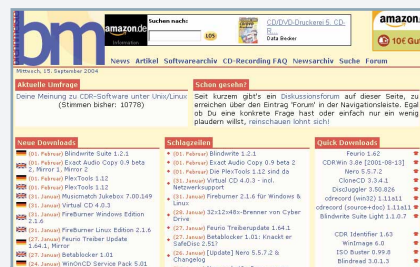 bm
amazon.de
Suchen nach:
LOS
CD/DVD-Druckerei 5. CD-R...
Data Becker
amazon
10€ Gu
News Artikel Softwarearchiv CD-Recording FAQ Newsarchiv Suche Forum
Mittwoch, 15. September 2004
Aktuelle Umfrage
Deine Meinung zu CDR-Software unter Unix/Linux
(Stimmen bisher: 10778)
Schon gesehen?
Seit kurzem gibt's ein Diskussionsforum auf dieser Seite, zu
erreichen über den Eintrag 'Forum' in der Navigationsleiste. Egal
ob Du eine konkrete Frage hast oder einfach nur ein wenig
plaudern willst, reinschauen lohnt sich!
Neue Downloads
(01. Februar) Blindwrite Suite 1.2.1
(01. Februar) Exact Audio Copy 0.9 beta
2, Mirror 1, Mirror 2
(01. Februar) PlexTools 1.12
(01. Februar) PlexTools 1.12
(31. Januar) Musicmatch Jukebox 7.00.149
(31. Januar) Virtual CD 4.0.3
(31. Januar) FireBurner Windows Edition
2.1.6
(31. Januar) FireBurner Linux Edition 2.1.6
(27. Januar) Feurio Treiber Update
1.64.1, Mirror
(27. Januar) Betablocker 1.01
(24. Januar) WinOnCD Service Pack 5.01
Schlagzeilen
(01. Februar) Blindwrite 1.2.1
(01. Februar) Exact Audio Copy 0.9 beta 2
(01. Februar) Die PlexTools 1.12 sind da
(31. Januar) Virtual CD 4.0.3 - incl.
Netzwerksupport
(31. Januar) Fireburner 2.1.6 für Windows &
Linux
(28. Januar) 32x12x48x-Brenner von Cyber
Drive
(27. Januar) Feurio Treiberupdate 1.64.1
(27. Januar) Betablocker 1.01: Knackt er
SafeDisc 2.51?
(26. Januar) [Update] Nero 5.5.7.2 &
Changelog
Quick Downloads
Feurio 1.62
CDRWin 3.8e [2001-08-13]
Nero 5.5.7.2
CloneCD 3.3.4.1
DiscJuggler 3.50.826
cdrecord (win32) 1.11a11
cdrecord (source+doc) 1.11a11
Blindwrite Suite Light 1.1.0.7
CDR Identifier 1.63
WinImage 6.0
ISO Buster 0.99.8
Blindread 3.0.1.3